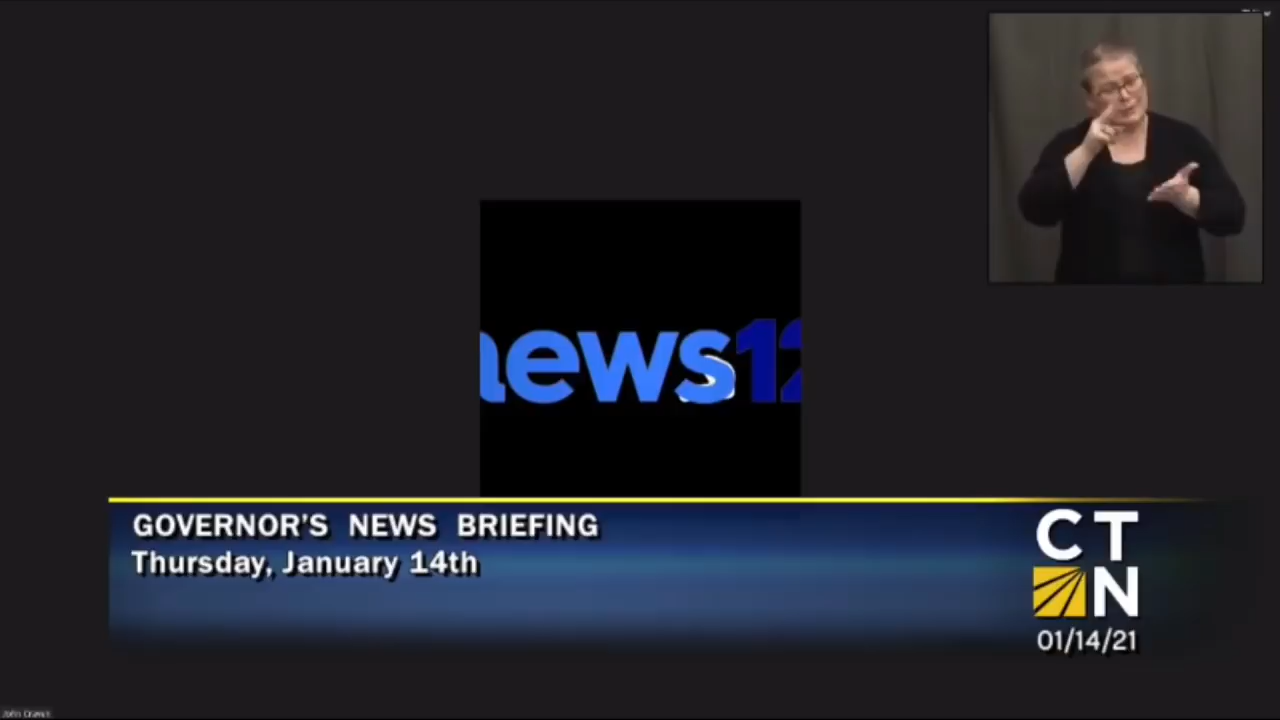 news12
GOVERNOR'S NEWS BRIEFING
Thursday, January 14th
CT
N
01/14/21